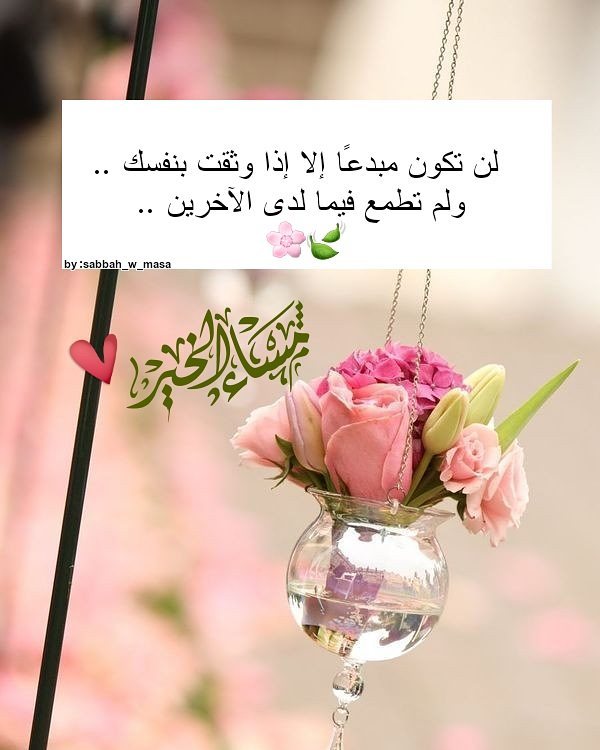 لن تكون مبدعًا إلا إذا وثقت بنفسك ..
ولم تطمع فيما لدى الآخرين ..
by:sabbah_w_masa
مساء الخير